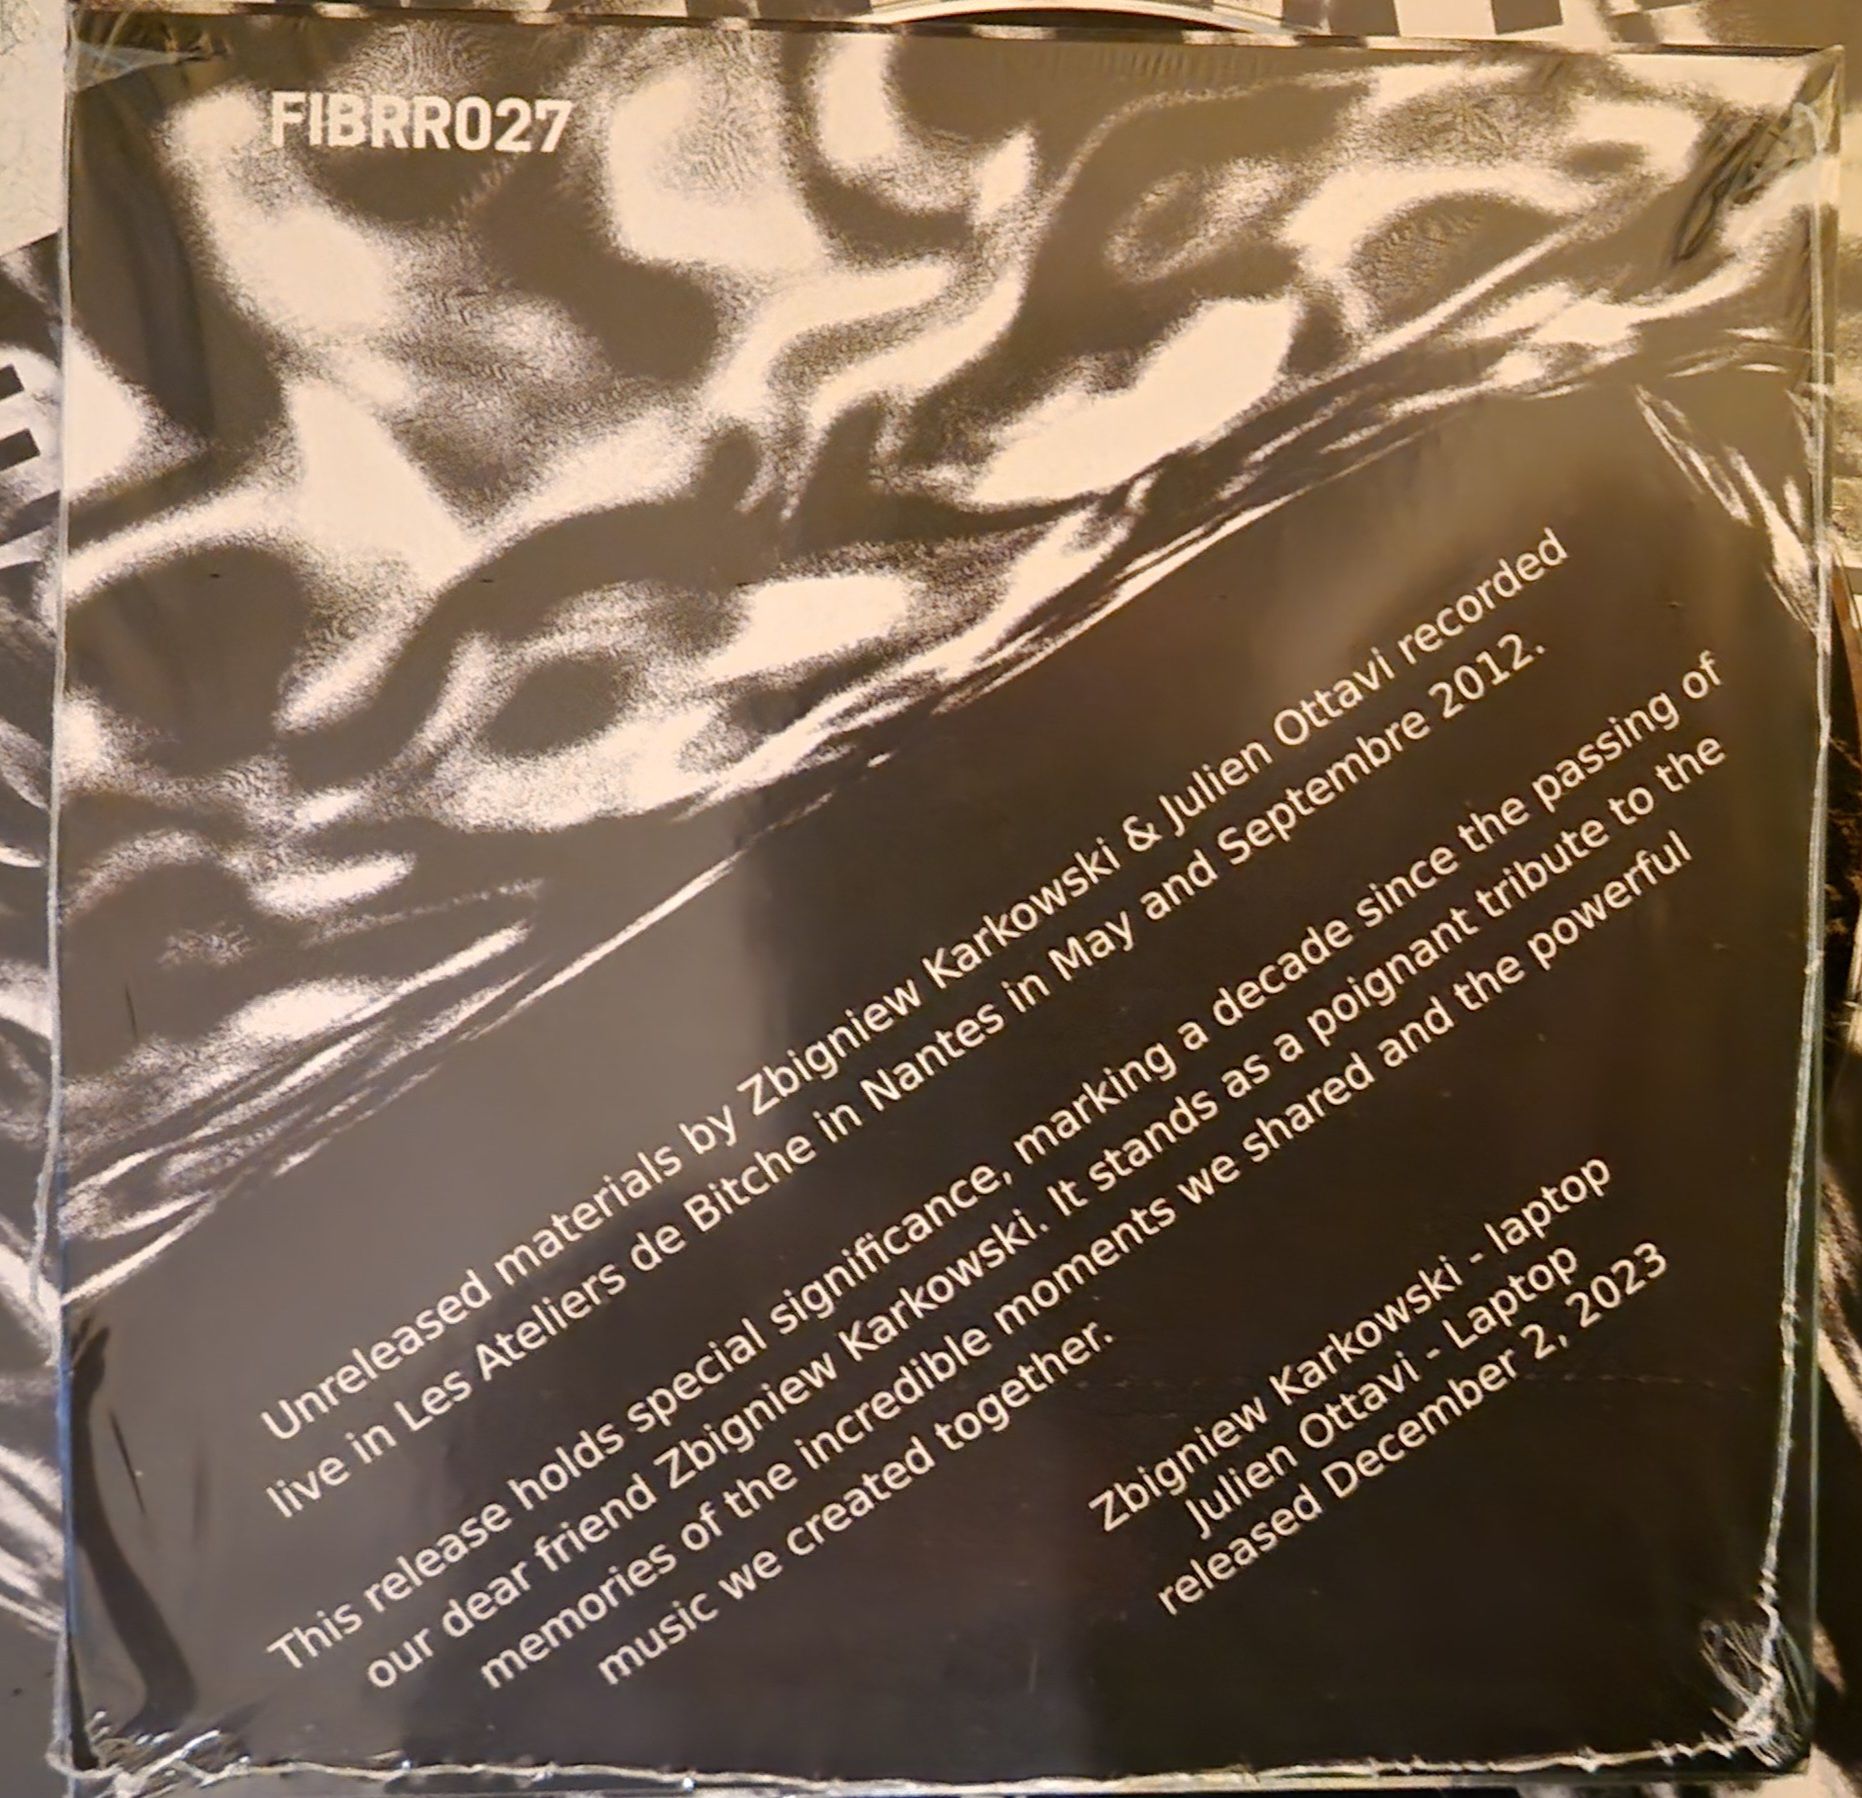 FIBRR027
Unreleased materials by Zbigniew Karkowski & Julien Ottavi recorded
live in Les Ateliers de Bitche in Nantes in May and Septembre 2012.
This release holds special significance, marking a decade since the passing of
our dear friend Zbigniew Karkowski. It stands as a poignant tribute to the
memories of the incredible moments we shared and the powerful
music we created together.
Zbigniew Karkowski - laptop
Julien Ottavi - Laptop
released December 2, 2023